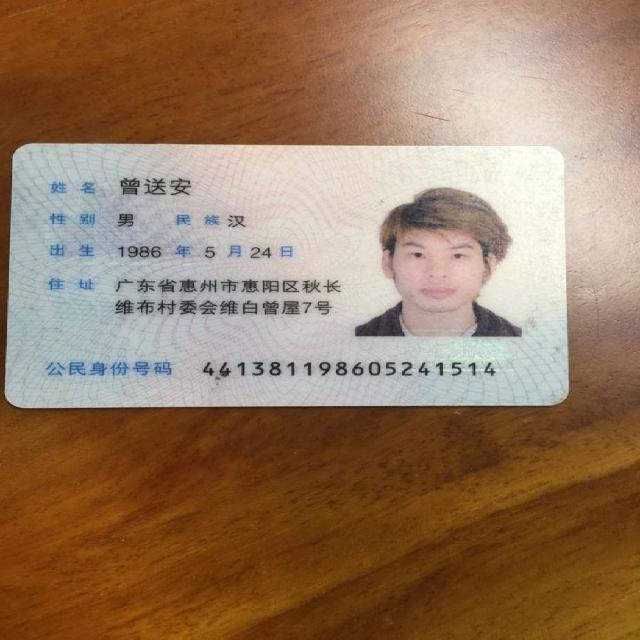 姓名 曾送安
性别 男 民族 汉
出生 1986 年 5 月 24 日
住址 广东省惠州市惠阳区秋长
维布村委会维白曾屋7号
公民身份号码 441381198605241514